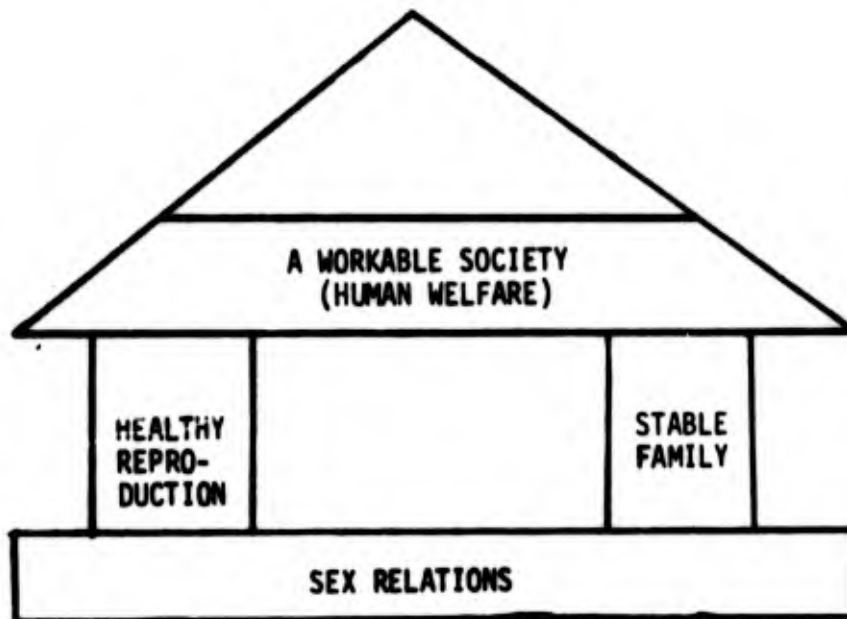 A WORKABLE SOCIETY
(HUMAN WELFARE)
HEALTHY
REPRO-
DUCTION
STABLE
FAMILY
SEX RELATIONS